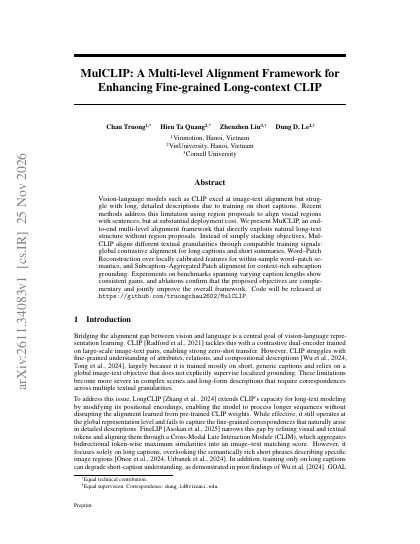 MulCLIP: A Multi-level Alignment Framework for
Enhancing Fine-grained Long-context CLIP
Chau Truong1,* Hieu Ta Quang2,* Zhenzhen Liu3,† Dung D. Le2,†
1Vinmotion, Hanoi, Vietnam
2VinUniversity, Hanoi, Vietnam
3Cornell University
Abstract
Vision-language models such as CLIP excel at image-text alignment but strug-
gle with long, detailed descriptions due to training on short captions. Recent
methods address this limitation using region proposals to align visual regions
with sentences, but at substantial deployment cost. We present MulCLIP, an end-
to-end multi-level alignment framework that directly exploits natural long-text
structure without region proposals. Instead of simply stacking objectives, Mul-
CLIP aligns different textual granularities through compatible training signals:
global contrastive alignment for long captions and short summaries, Word–Patch
Reconstruction over locally calibrated features for within-sample word–patch se-
mantics, and Subcaption–Aggregated Patch alignment for context-rich subcaption
grounding. Experiments on benchmarks spanning varying caption lengths show
consistent gains, and ablations confirm that the proposed objectives are comple-
mentary and jointly improve the overall framework. Code will be released at
https://github.com/truongchau2602/MulCLIP.
1 Introduction
Bridging the alignment gap between vision and language is a central goal of vision-language repre-
sentation learning. CLIP [Radford et al., 2021] tackles this with a contrastive dual-encoder trained
on large-scale image-text pairs, enabling strong zero-shot transfer. However, CLIP struggles with
fine-grained understanding of attributes, relations, and compositional descriptions [Wu et al., 2024,
Tong et al., 2024], largely because it is trained mostly on short, generic captions and relies on a
global image-text objective that does not explicitly supervise localized grounding. These limitations
become more severe in complex scenes and long-form descriptions that require correspondences
across multiple textual granularities.
To address this issue, LongCLIP [Zhang et al., 2024] extends CLIP's capacity for long-text modeling
by modifying its positional encodings, enabling the model to process longer sequences without
disrupting the alignment learned from pre-trained CLIP weights. While effective, it still operates at
the global representation level and fails to capture the fine-grained correspondences that naturally arise
in detailed descriptions. FineLIP [Asokan et al., 2025] narrows this gap by refining visual and textual
tokens and aligning them through a Cross-Modal Late Interaction Module (CLIM), which aggregates
bidirectional token-wise maximum similarities into an image–text matching score. However, it
focuses solely on long captions, overlooking the semantically rich short phrases describing specific
image regions [Onoe et al., 2024, Urbanek et al., 2024]. In addition, training only on long captions
can degrade short-caption understanding, as demonstrated in prior findings of Wu et al. [2024]. GOAL
*Equal technical contribution.
†Equal supervision. Correspondence: dung.ld@vinuni.edu.
Preprint.
arXiv:2611.34083v1 [cs.IR] 25 Nov 2026